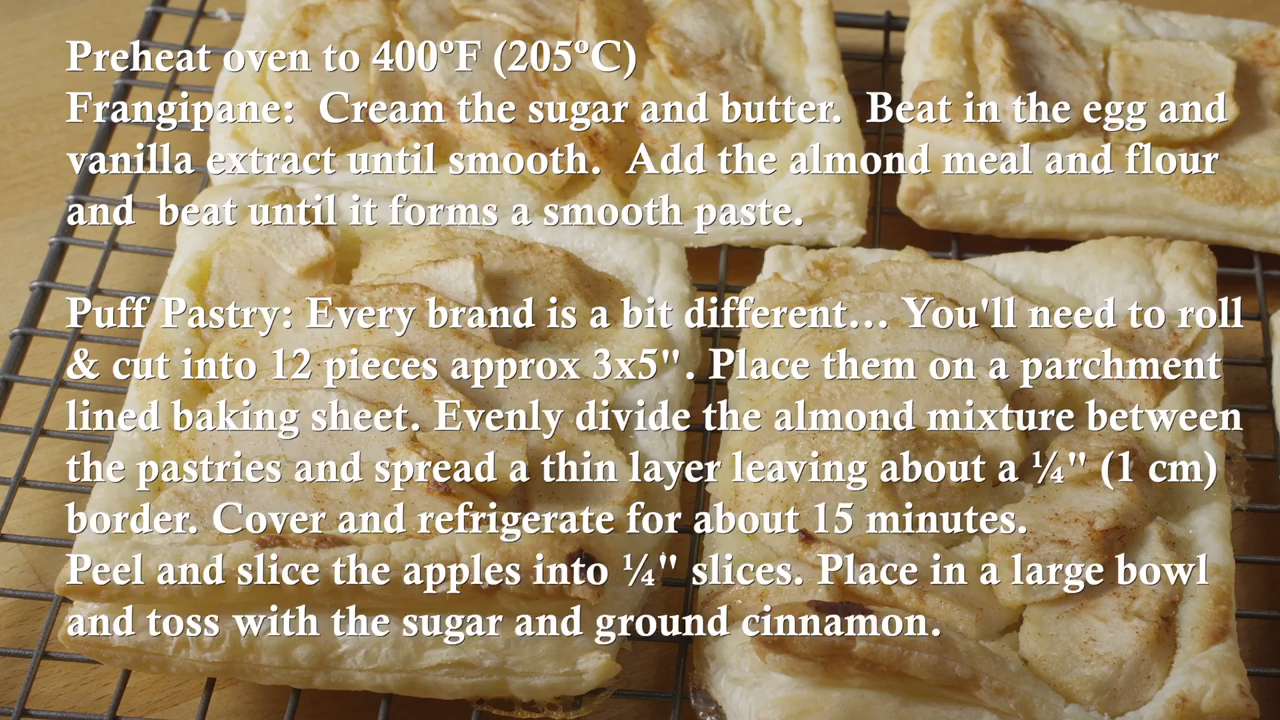 Preheat oven to 400ºF (205ºC)
Frangipane:  Cream the sugar and butter.  Beat in the egg and
vanilla extract until smooth.  Add the almond meal and flour
and  beat until it forms a smooth paste.

Puff Pastry: Every brand is a bit different... You'll need to roll
& cut into 12 pieces approx 3x5". Place them on a parchment
lined baking sheet. Evenly divide the almond mixture between
the pastries and spread a thin layer leaving about a ¼" (1 cm)
border. Cover and refrigerate for about 15 minutes.
Peel and slice the apples into ¼" slices. Place in a large bowl
and toss with the sugar and ground cinnamon.